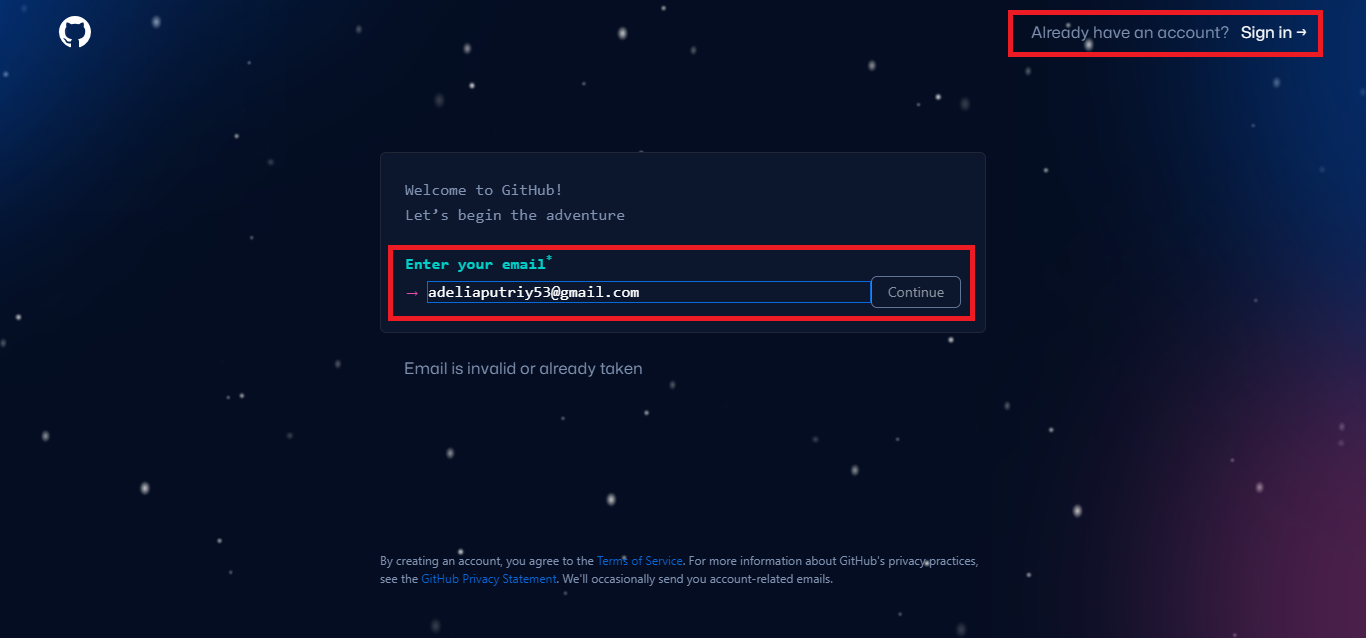 Already have an account? Sign in →
Welcome to GitHub!
Let’s begin the adventure
Enter your email*
→ adeliaputriy53@gmail.com Continue
Email is invalid or already taken
By creating an account, you agree to the Terms of Service. For more information about GitHub's privacy practices,
see the GitHub Privacy Statement. We'll occasionally send you account-related emails.